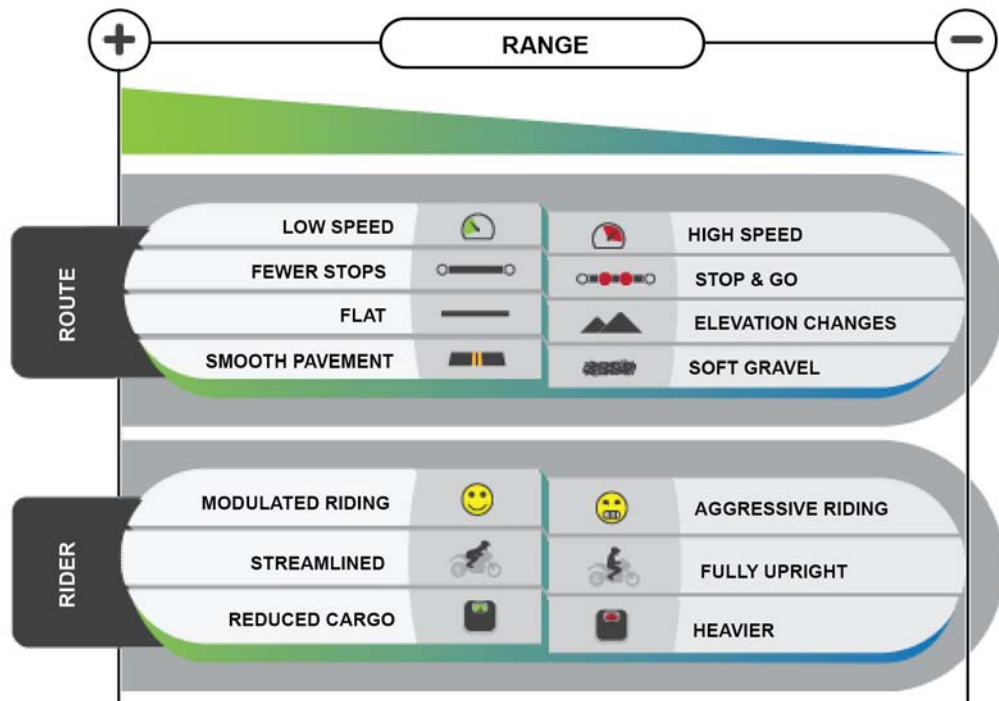 RANGE
ROUTE
LOW SPEED
HIGH SPEED
FEWER STOPS
STOP & GO
FLAT
ELEVATION CHANGES
SMOOTH PAVEMENT
SOFT GRAVEL
RIDER
MODULATED RIDING
AGGRESSIVE RIDING
STREAMLINED
FULLY UPRIGHT
REDUCED CARGO
HEAVIER